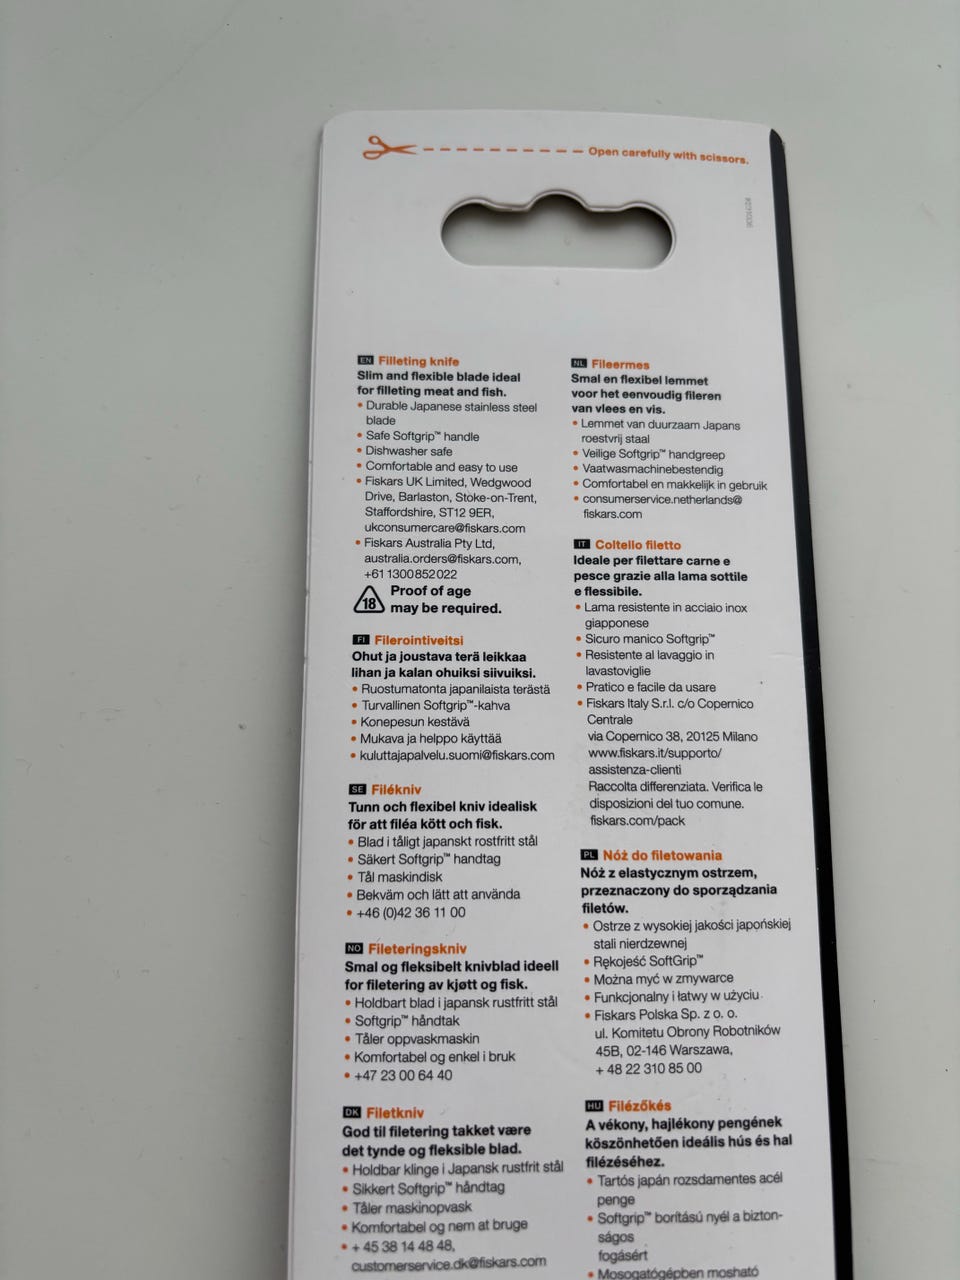 Open carefully with scissors.
EN Filleting knife
Slim and flexible blade ideal
for filleting meat and fish.
• Durable Japanese stainless steel
blade
• Safe Softgrip™ handle
• Dishwasher safe
• Comfortable and easy to use
• Fiskars UK Limited, Wedgwood
Drive, Barlaston, Stoke-on-Trent,
Staffordshire, ST12 9ER,
ukconsumercare@fiskars.com
• Fiskars Australia Pty Ltd,
australia.orders@fiskars.com,
+61 1300 852 022
18 Proof of age
may be required.
FI Filerointiveitsi
Ohut ja joustava terä leikkaa
lihan ja kalan ohuiksi siivuiksi.
• Ruostumatonta japanilaista terästä
• Turvallinen Softgrip™-kahva
• Konepesun kestävä
• Mukava ja helppo käyttää
• kuluttajapalvelu.suomi@fiskars.com
SE Filékniv
Tunn och flexibel kniv idealisk
för att filéa kött och fisk.
• Blad i tåligt japanskt rostfritt stål
• Säkert Softgrip™ handtag
• Tål maskindisk
• Bekväm och lätt att använda
• +46 (0)42 36 11 00
NO Fileteringskniv
Smal og fleksibelt knivblad ideell
for filetering av kjøtt og fisk.
• Holdbart blad i japansk rustfritt stål
• Softgrip™ håndtak
• Tåler oppvaskmaskin
• Komfortabel og enkel i bruk
• +47 23 00 64 40
DK Filetkniv
God til filetering takket være
det tynde og fleksible blad.
• Holdbar klinge i Japansk rustfrit stål
• Sikkert Softgrip™ håndtag
• Tåler maskinopvask
• Komfortabel og nem at bruge
• + 45 38 14 48 48,
customerservice.dk@fiskars.com
NL Fileermes
Smal en flexibel lemmet
voor het eenvoudig fileren
van vlees en vis.
• Lemmet van duurzaam Japans
roestvrij staal
• Veilige Softgrip™ handgreep
• Vaatwasmachinebestendig
• Comfortabel en makkelijk in gebruik
• consumerservice.netherlands@
fiskars.com
IT Coltello filetto
Ideale per filettare carne e
pesce grazie alla lama sottile
e flessibile.
• Lama resistente in acciaio inox
giapponese
• Sicuro manico Softgrip™
• Resistente al lavaggio in
lavastoviglie
• Pratico e facile da usare
• Fiskars Italy S.r.l. c/o Copernico
Centrale
via Copernico 38, 20125 Milano
www.fiskars.it/supporto/
assistenza-clienti
Raccolta differenziata. Verifica le
disposizioni del tuo comune.
fiskars.com/pack
PL Nóż do filetowania
Nóż z elastycznym ostrzem,
przeznaczony do sporządzania
filetów.
• Ostrze z wysokiej jakości japońskiej
stali nierdzewnej
• Rękojeść SoftGrip™
• Można myć w zmywarce
• Funkcjonalny i łatwy w użyciu
• Fiskars Polska Sp. z o. o.
ul. Komitetu Obrony Robotników
45B, 02-146 Warszawa,
+ 48 22 310 85 00
HU Filézőkés
A vékony, hajlékony pengének
köszönhetően ideális hús és hal
filézéséhez.
• Tartós japán rozsdamentes acél
penge
• Softgrip™ borítású nyél a bizton-
ságos
fogásért
• Mosogatógépben mosható